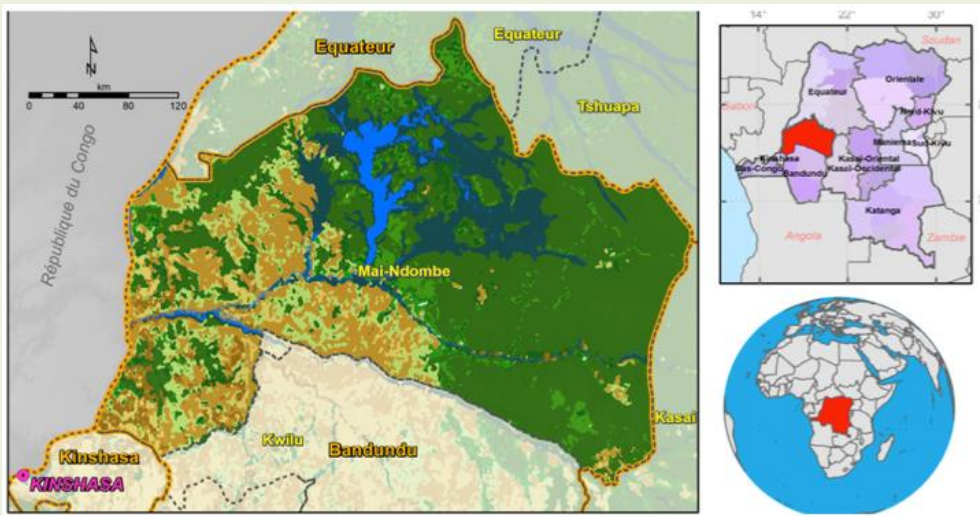 Equateur
Equateur
N
km
0 20 40 80 120
Tshuapa
République du Congo
Mai-Ndombe
Kasai
Kwilu
Bandundu
Kinshasa
KINSHASA
14° 22° 30°
Soudan
Orientale
Equateur
Gabon
Nord-Kivu
Maniema
Sud-Kivu
Kinshasa
Kasai-Oriental
Bas-Congo
Bandundu
Kasai-Occidental
Katanga
Angola
Zambie